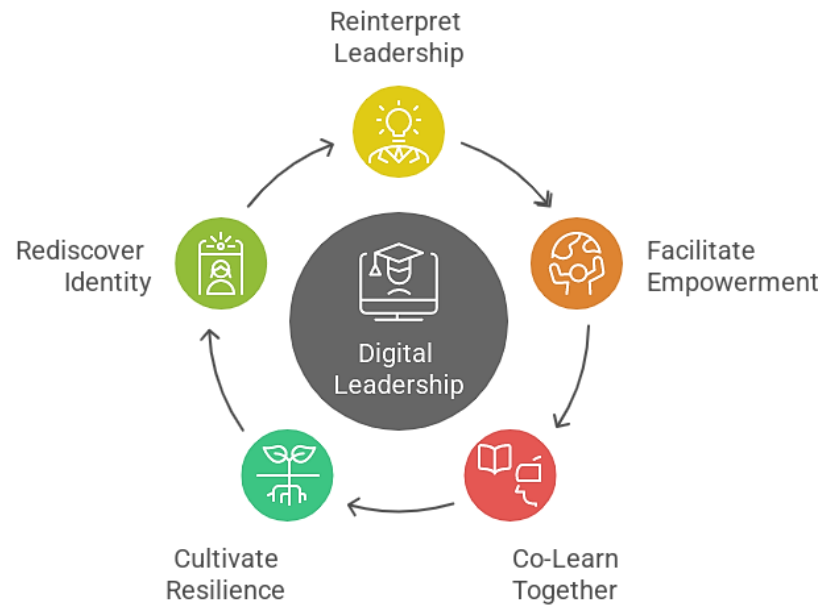 Reinterpret
Leadership
Facilitate
Empowerment
Co-Learn
Together
Cultivate
Resilience
Rediscover
Identity
Digital
Leadership